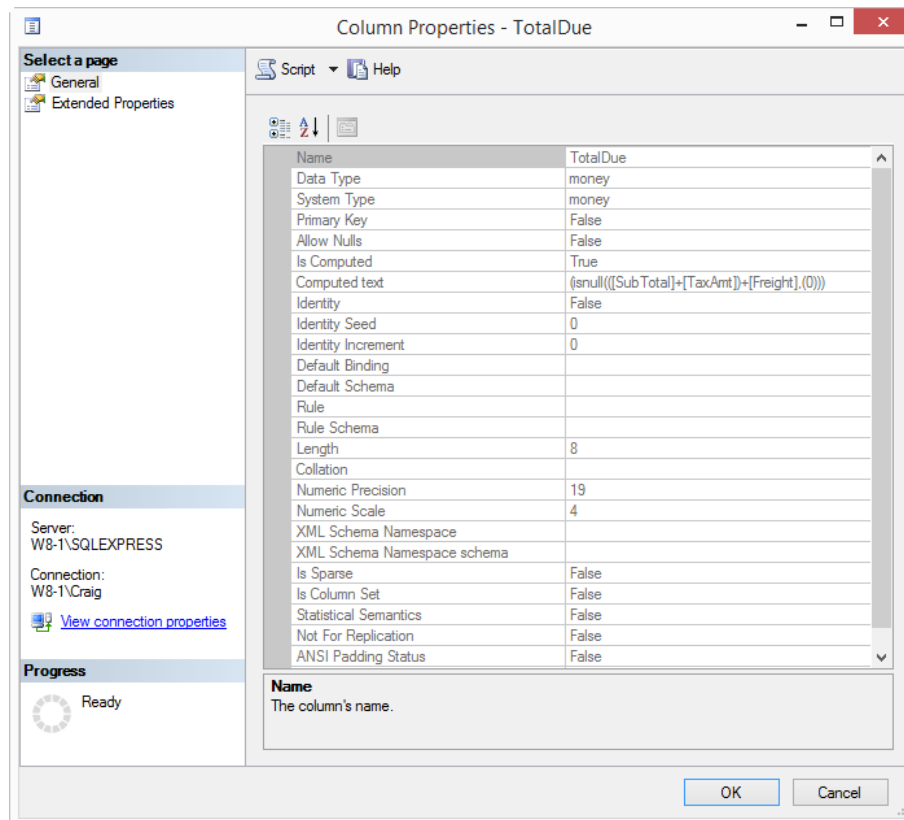 Column Properties - TotalDue
Select a page
General
Extended Properties
Script Help
Name TotalDue
Data Type money
System Type money
Primary Key False
Allow Nulls False
Is Computed True
Computed text (isnull(([SubTotal]+[TaxAmt])+[Freight],(0)))
Identity False
Identity Seed 0
Identity Increment 0
Default Binding
Default Schema
Rule
Rule Schema
Length 8
Collation
Numeric Precision 19
Numeric Scale 4
XML Schema Namespace
XML Schema Namespace schema
Is Sparse False
Is Column Set False
Statistical Semantics False
Not For Replication False
ANSI Padding Status False
Connection
Server:
W8-1\SQLEXPRESS
Connection:
W8-1\Craig
View connection properties
Progress
Ready
Name
The column's name.
OK Cancel